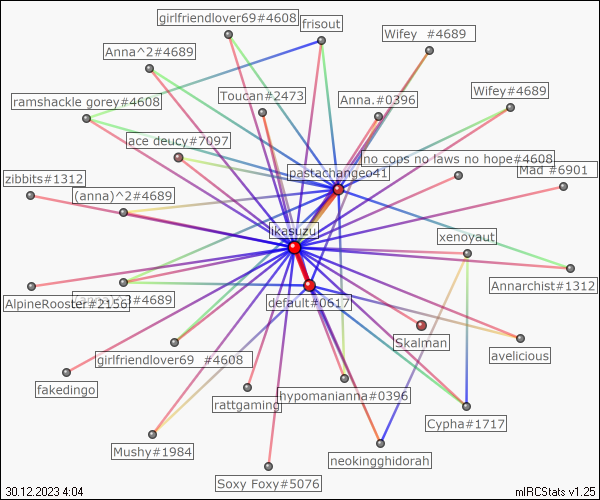 girlfriendlover69#4608
frisout
Wifey_#4689
Anna^2#4689
Wifey#4689
Toucan#2473
Anna.#0396
ramshackle gorey#4608
ace deucy#7097
no cops no laws no hope#4608
pastachangeo41
Mad #6901
zibbits#1312
(anna)^2#4689
ikasuzu
xenoyaut
Annarchist#1312
#4689
AlpineRooster#2156
default#0617
Skalman
avelicious
girlfriendlover69_#4608
fakedingo
rattgaming
hypomanianna#0396
Cypha#1717
Mushy#1984
neokingghidorah
Soxy Foxy#5076
30.12.2023 4:04
mIRCStats v1.25